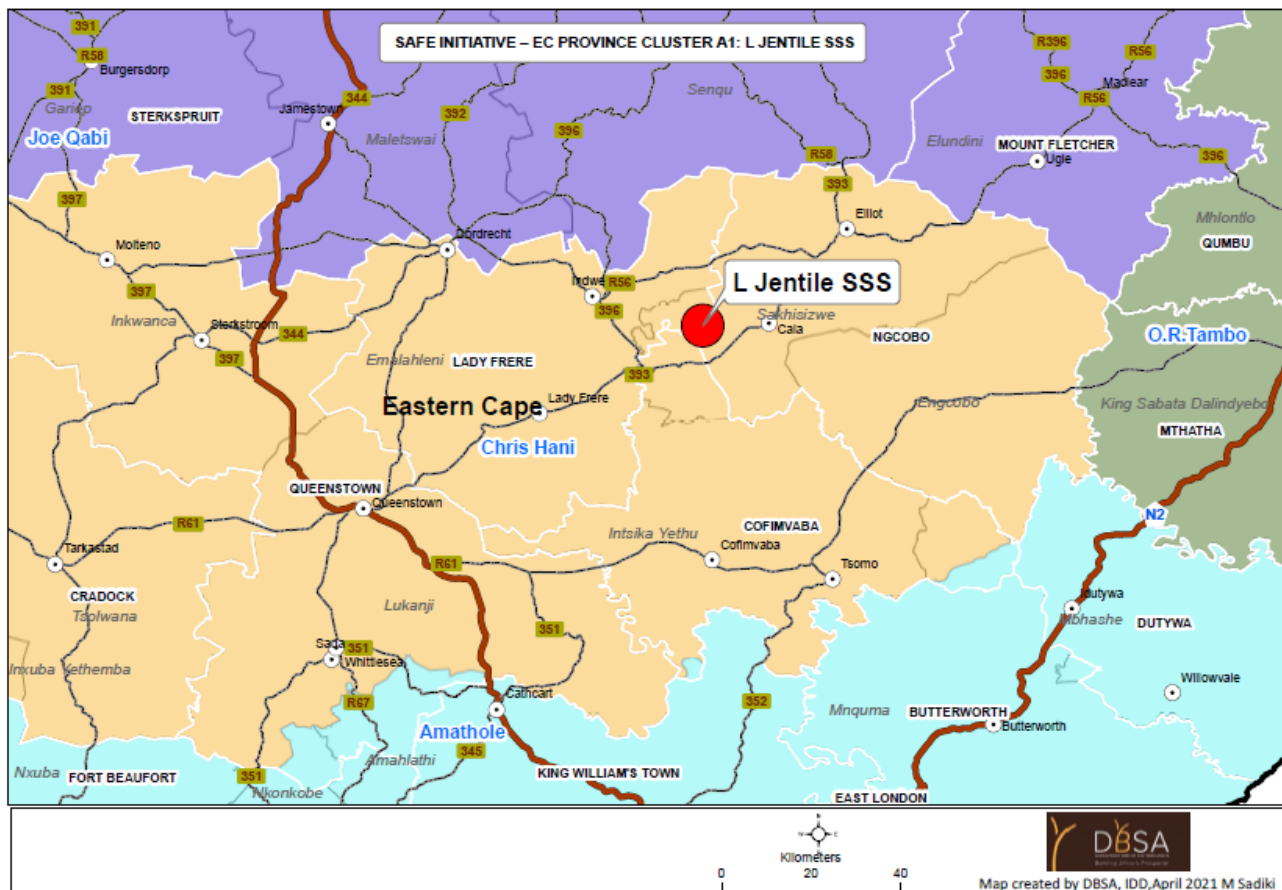 SAFE INITIATIVE – EC PROVINCE CLUSTER A1: L JENTILE SSS
391
R58
Burgersdorp
391
Gariep
STERKSPRUIT
Joe Qabi
344
Jamestown
Maletswai
392
396
Senqu
R396
R56
396
Madlear
R56
Elundini
MOUNT FLETCHER
Ugie
396
R58
393
397
Molteno
Dordrecht
Elliot
Mhlontlo
QUMBU
397
Inkwanca
Sterkstroom
344
397
Indwe
R56
396
L Jentile SSS
Sakhisizwe
Cala
NGCOBO
O.R.Tambo
Emalahleni
LADY FRERE
393
Eastern Cape
Lady Frere
Chris Hani
Engcobo
King Sabata Dalindyebo
MTHATHA
QUEENSTOWN
Queenstown
R61
N2
Tarkastad
Intsika Yethu
COFIMVABA
Cofimvaba
Tsomo
R61
CRADOCK
Tsolwana
Lukanji
351
Idutywa
Mbhashe
DUTYWA
Inxuba Yethemba
Sada
351
Whittlesea
R67
Cathcart
352
Willowvale
Mnquma
BUTTERWORTH
Butterworth
Amathole
345
Amahlathi
Nxuba
FORT BEAUFORT
351
Nkonkobe
KING WILLIAM'S TOWN
EAST LONDON
N
W
E
S
Kilometers
0
20
40
DBSA
Map created by DBSA, IDD,April 2021 M Sadiki